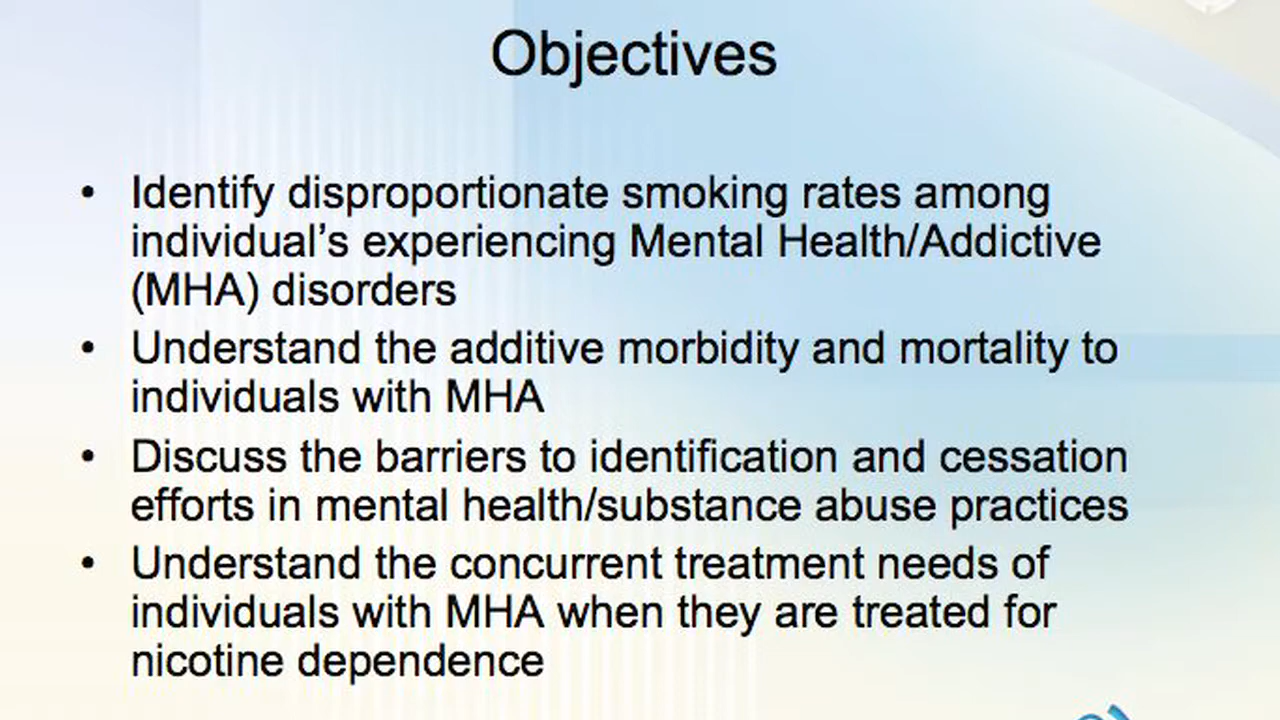 Objectives
• Identify disproportionate smoking rates among
individual’s experiencing Mental Health/Addictive
(MHA) disorders
• Understand the additive morbidity and mortality to
individuals with MHA
• Discuss the barriers to identification and cessation
efforts in mental health/substance abuse practices
• Understand the concurrent treatment needs of
individuals with MHA when they are treated for
nicotine dependence